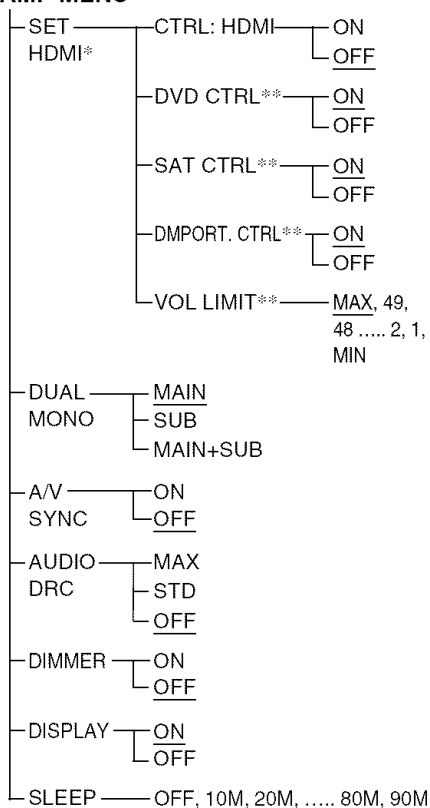 AMP MENU
SET CTRL: HDMI ON
HDMI* OFF
DVD CTRL** ON
OFF
SAT CTRL** ON
OFF
DMPORT. CTRL** ON
OFF
VOL LIMIT** MAX, 49,
48 ..... 2, 1,
MIN
DUAL MAIN
MONO SUB
MAIN+SUB
A/V ON
SYNC OFF
AUDIO MAX
DRC STD
OFF
DIMMER ON
OFF
DISPLAY ON
OFF
SLEEP OFF, 10M, 20M, ..... 80M, 90M